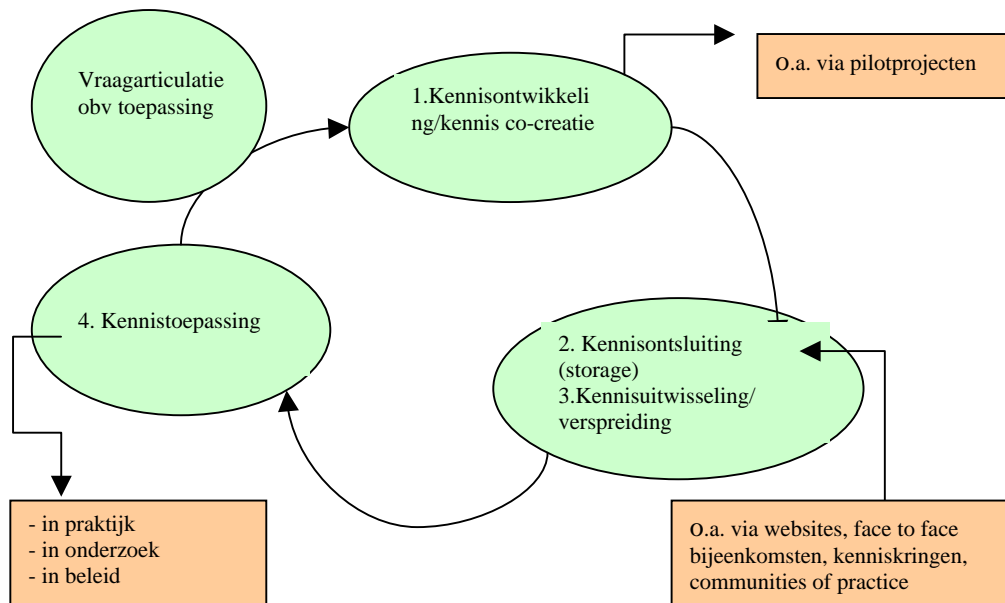 Vraagarticulatie
obv toepassing
1.Kennisontwikkeli
ng/kennis co-creatie
o.a. via pilotprojecten
4. Kennistoepassing
2. Kennisontsluiting
(storage)
3.Kennisuitwisseling/
verspreiding
- in praktijk
- in onderzoek
- in beleid
o.a. via websites, face to face
bijeenkomsten, kenniskringen,
communities of practice